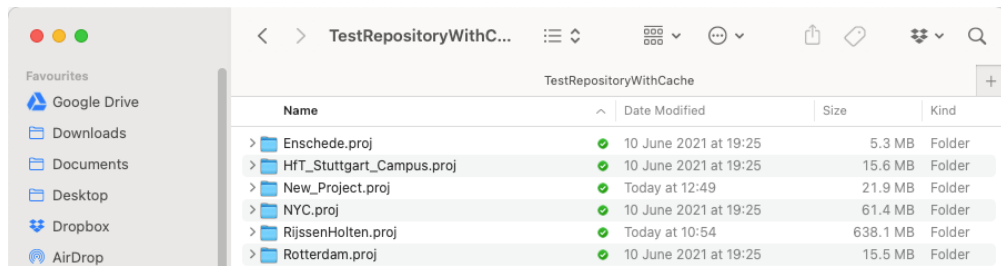 TestRepositoryWithC...
TestRepositoryWithCache
Favourites
Google Drive
Downloads
Documents
Desktop
Dropbox
AirDrop
Name Date Modified Size Kind
Enschede.proj 10 June 2021 at 19:25 5.3 MB Folder
HfT_Stuttgart_Campus.proj 10 June 2021 at 19:25 15.6 MB Folder
New_Project.proj Today at 12:49 21.9 MB Folder
NYC.proj 10 June 2021 at 19:25 61.4 MB Folder
RijssenHolten.proj Today at 10:54 638.1 MB Folder
Rotterdam.proj 10 June 2021 at 19:25 15.5 MB Folder